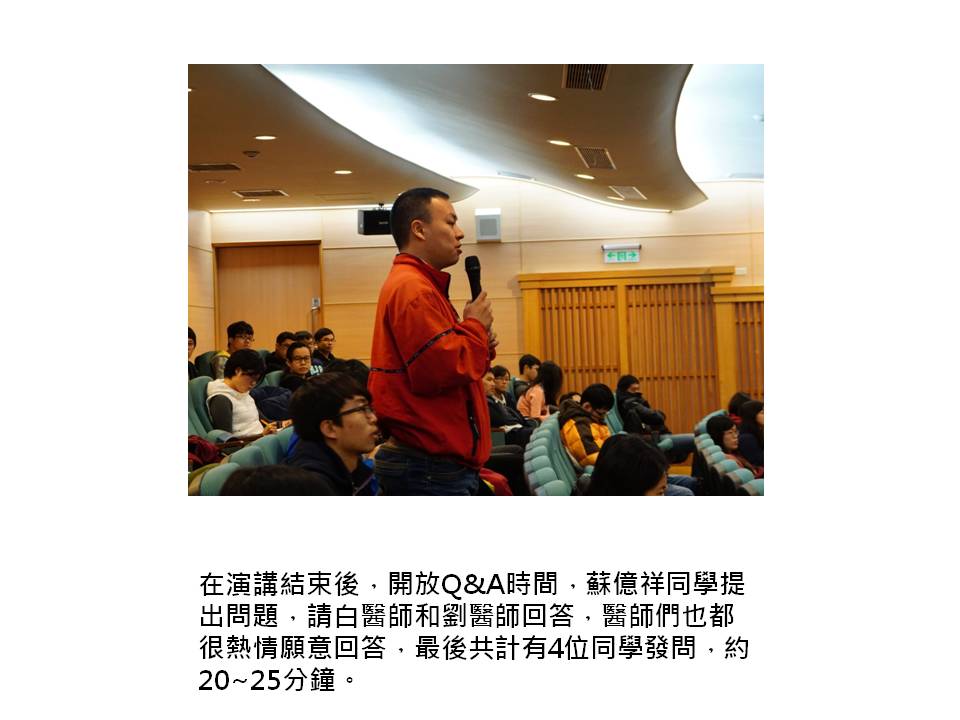 在演講結束後，開放Q&A時間，蘇億祥同學提
出問題，請白醫師和劉醫師回答，醫師們也都
很熱情願意回答，最後共計有4位同學發問，約
20~25分鐘。